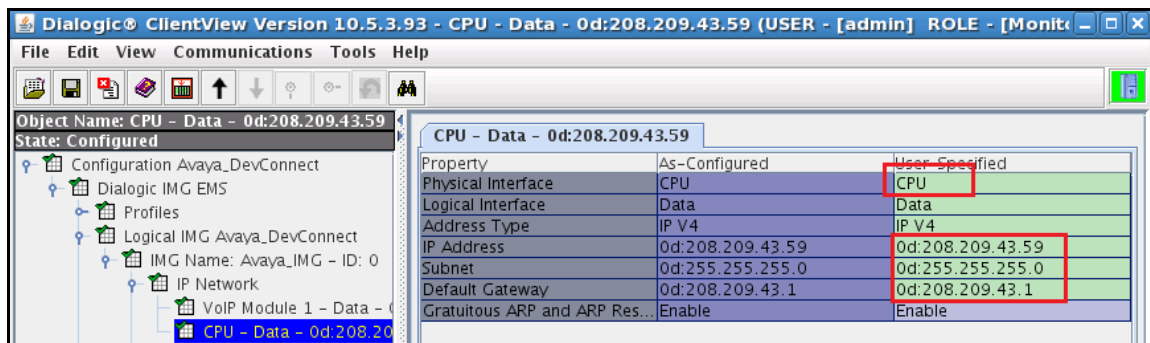 Dialogic® ClientView Version 10.5.3.93 - CPU - Data - 0d:208.209.43.59 (USER - [admin] ROLE - [Monit
File Edit View Communications Tools Help
Object Name: CPU - Data - 0d:208.209.43.59
State: Configured
Configuration Avaya_DevConnect
Dialogic IMG EMS
Profiles
Logical IMG Avaya_DevConnect
IMG Name: Avaya_IMG - ID: 0
IP Network
VoIP Module 1 - Data - (
CPU - Data - 0d:208.20
CPU - Data - 0d:208.209.43.59
Property As-Configured User-Specified
Physical Interface CPU CPU
Logical Interface Data Data
Address Type IP V4 IP V4
IP Address 0d:208.209.43.59 0d:208.209.43.59
Subnet 0d:255.255.255.0 0d:255.255.255.0
Default Gateway 0d:208.209.43.1 0d:208.209.43.1
Gratuitous ARP and ARP Res... Enable Enable